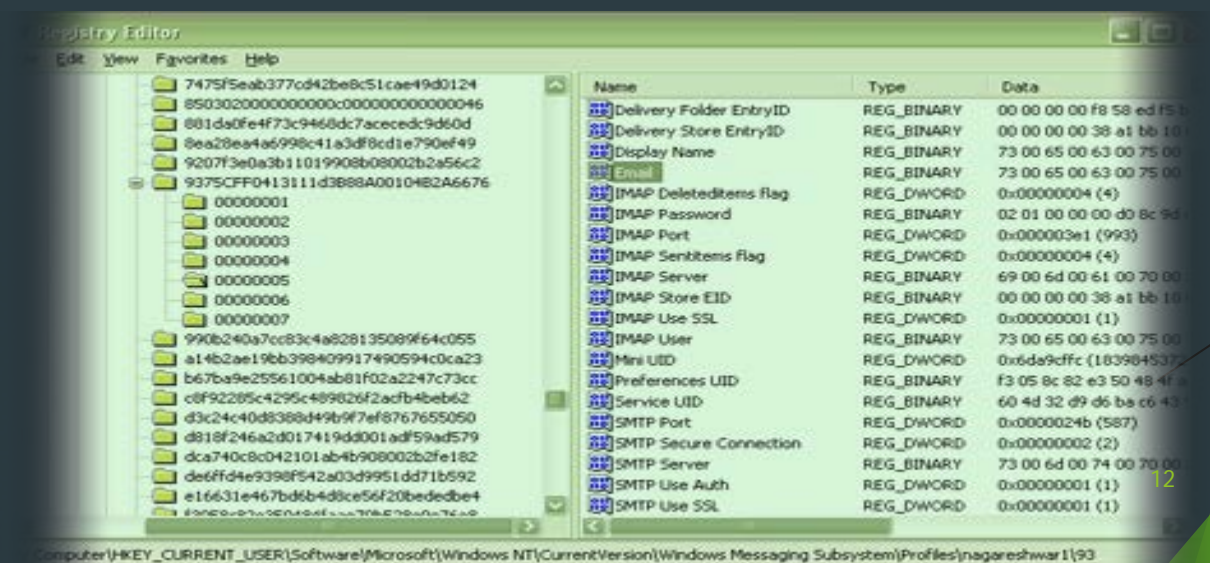 Registry Editor
Edit View Favorites Help
7475f5eab377cd42be8c51cae49d0124
8503020000000000c000000000000046
881da0fe4f73c9468dc7acecedc9d60d
8ea28ea4a6998c41a3df8cd1e790ef49
9207f3e0a3b11019908b08002b2a56c2
9375CFF0413111d3B88A00104B2A6676
00000001
00000002
00000003
00000004
00000005
00000006
00000007
990b240a7cc83c4a828135089f64c055
a14b2ae19bb398409917490594c0ca23
b67ba9e25561004ab81f02a2247c73cc
c8f92285c4295c489826f2acfb4beb62
d3c24c40d8388d49b9f7ef8767655050
d818f246a2d017419dd001adf59ad579
dca740c8c042101ab4b908002b2fe182
de6ffd4e9398f542a03d9951dd71b592
e16631e467bd6b4d8ce56f20bededbe4
Name Type Data
Delivery Folder EntryID REG_BINARY 00 00 00 00 f8 58 ed f5
Delivery Store EntryID REG_BINARY 00 00 00 00 38 a1 bb 10
Display Name REG_BINARY 73 00 65 00 63 00 75 00
Email REG_BINARY 73 00 65 00 63 00 75 00
IMAP Deleteditems flag REG_DWORD 0x00000004 (4)
IMAP Password REG_BINARY 02 01 00 00 00 d0 8c 9d
IMAP Port REG_DWORD 0x000003e1 (993)
IMAP Sentitems flag REG_DWORD 0x00000004 (4)
IMAP Server REG_BINARY 69 00 6d 00 61 00 70 00
IMAP Store EID REG_BINARY 00 00 00 00 38 a1 bb 10
IMAP Use SSL REG_DWORD 0x00000001 (1)
IMAP User REG_BINARY 73 00 65 00 63 00 75 00
Mini UID REG_DWORD 0x6da9cffc (1839845372
Preferences UID REG_BINARY f3 05 8c 82 e3 50 48 4f
Service UID REG_BINARY 60 4d 32 d9 d6 ba c6 43
SMTP Port REG_DWORD 0x0000024b (587)
SMTP Secure Connection REG_DWORD 0x00000002 (2)
SMTP Server REG_BINARY 73 00 6d 00 74 00 70 00
SMTP Use Auth REG_DWORD 0x00000001 (1)
SMTP Use SSL REG_DWORD 0x00000001 (1)
12
Computer\HKEY_CURRENT_USER\Software\Microsoft\Windows NT\CurrentVersion\Windows Messaging Subsystem\Profiles\nagareshwar1\93